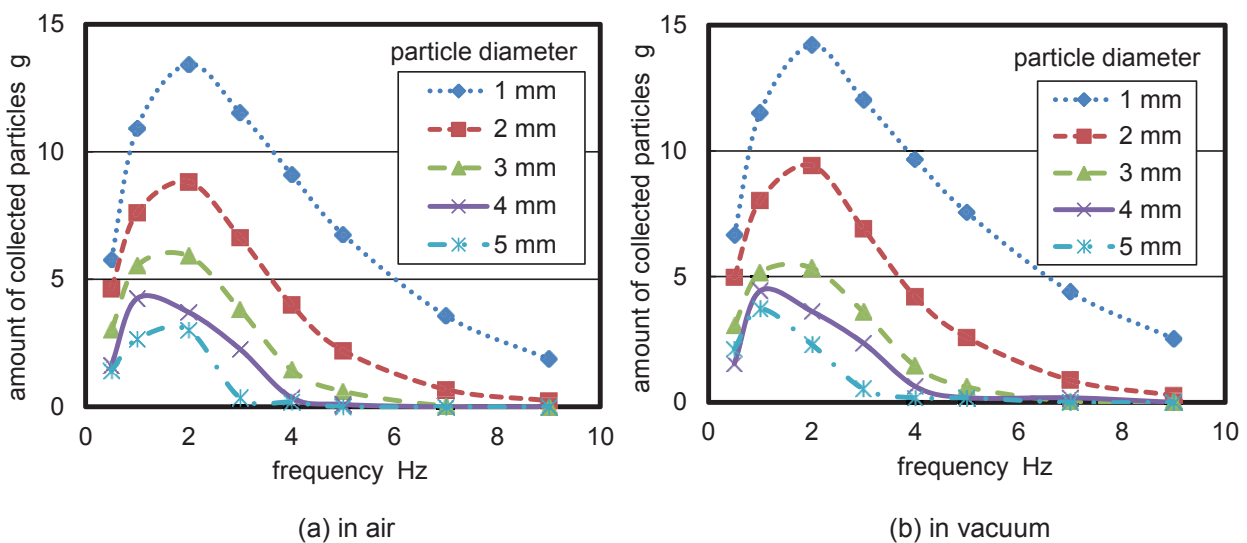 amount of collected particles g
15
10
5
0
particle diameter
1 mm
2 mm
3 mm
4 mm
5 mm
0 2 4 6 8 10
frequency Hz
(a) in air
amount of collected particles g
15
10
5
0
particle diameter
1 mm
2 mm
3 mm
4 mm
5 mm
0 2 4 6 8 10
frequency Hz
(b) in vacuum